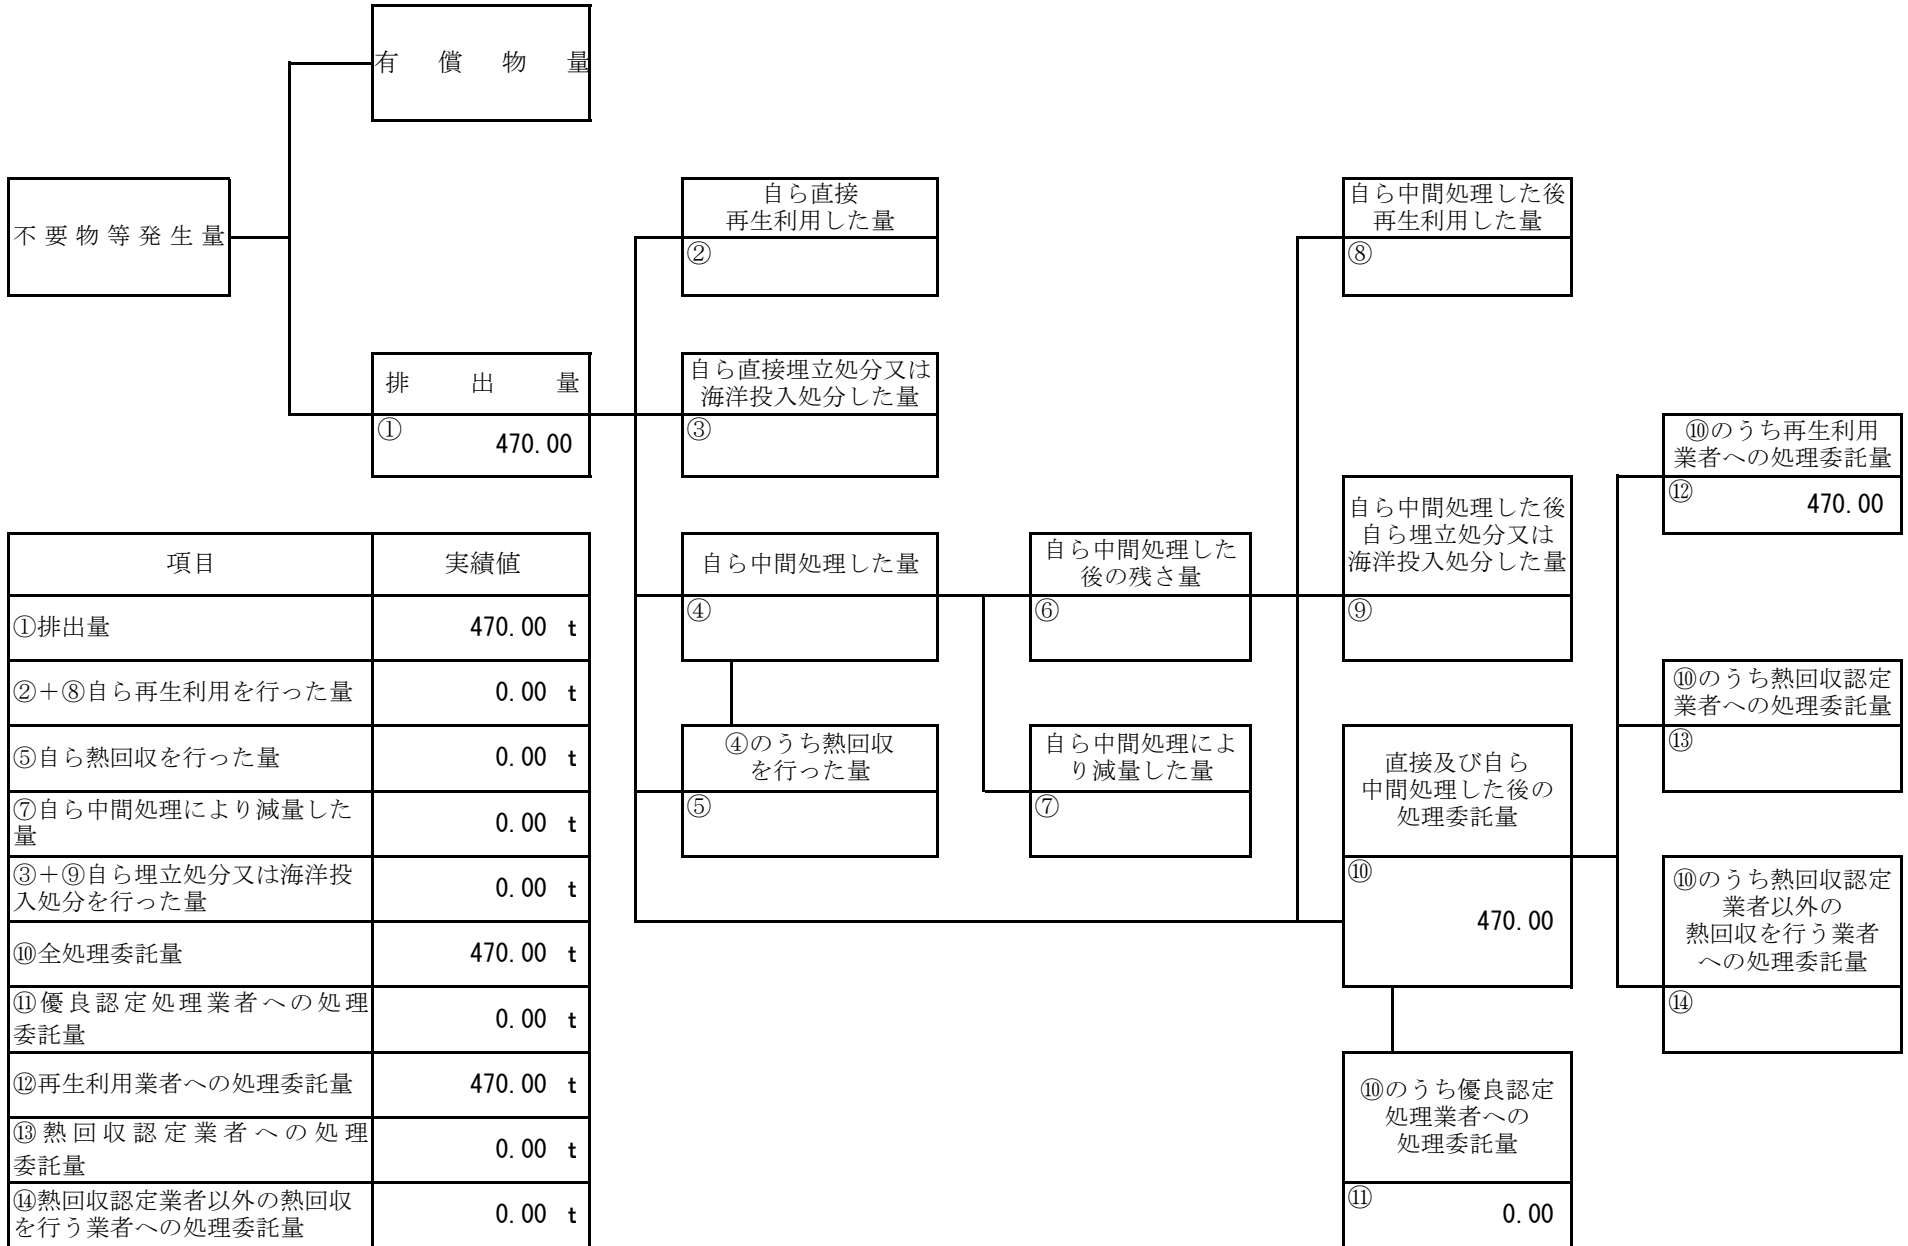 有償物量
不要物等発生量
自ら直接
再生利用した量
②
自ら中間処理した後
再生利用した量
⑧
排出量
①
470.00
自ら直接埋立処分又は
海洋投入処分した量
③
⑩のうち再生利用
業者への処理委託量
⑫
470.00
自ら中間処理した量
④
自ら中間処理した
後の残さ量
⑥
自ら中間処理した後
自ら埋立処分又は
海洋投入処分した量
⑨
④のうち熱回収
を行った量
⑤
自ら中間処理によ
り減量した量
⑦
直接及び自ら
中間処理した後の
処理委託量
⑩
470.00
⑩のうち熱回収認定
業者への処理委託量
⑬
⑩のうち熱回収認定
業者以外の
熱回収を行う業者
への処理委託量
⑭
⑩のうち優良認定
処理業者への
処理委託量
⑪
0.00
項目 実績値
①排出量 470.00 t
②+⑧自ら再生利用を行った量 0.00 t
⑤自ら熱回収を行った量 0.00 t
⑦自ら中間処理により減量した
量 0.00 t
③+⑨自ら埋立処分又は海洋投
入処分を行った量 0.00 t
⑩全処理委託量 470.00 t
⑪優良認定処理業者への処理
委託量 0.00 t
⑫再生利用業者への処理委託量 470.00 t
⑬熱回収認定業者への処理
委託量 0.00 t
⑭熱回収認定業者以外の熱回収
を行う業者への処理委託量 0.00 t